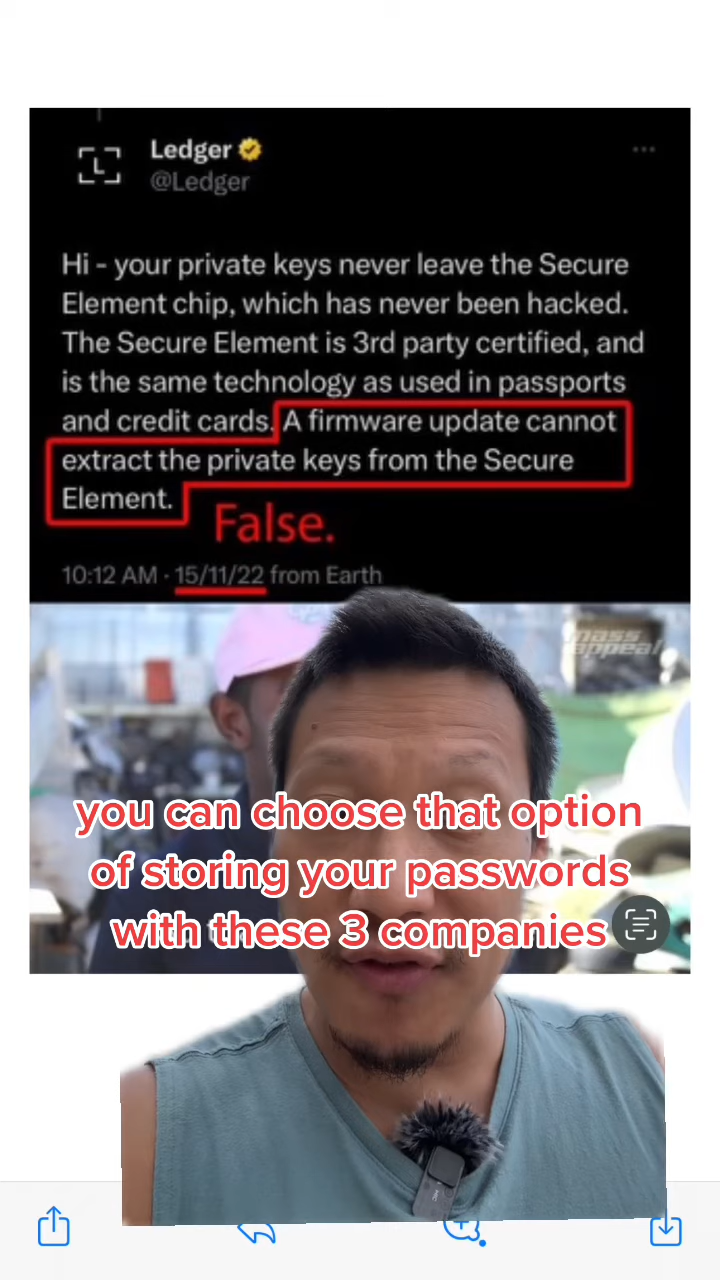 Ledger
@Ledger
Hi - your private keys never leave the Secure
Element chip, which has never been hacked.
The Secure Element is 3rd party certified, and
is the same technology as used in passports
and credit cards. A firmware update cannot
extract the private keys from the Secure
Element.
False.
10:12 AM · 15/11/22 from Earth
mass
appeal
you can choose that option
of storing your passwords
with these 3 companies